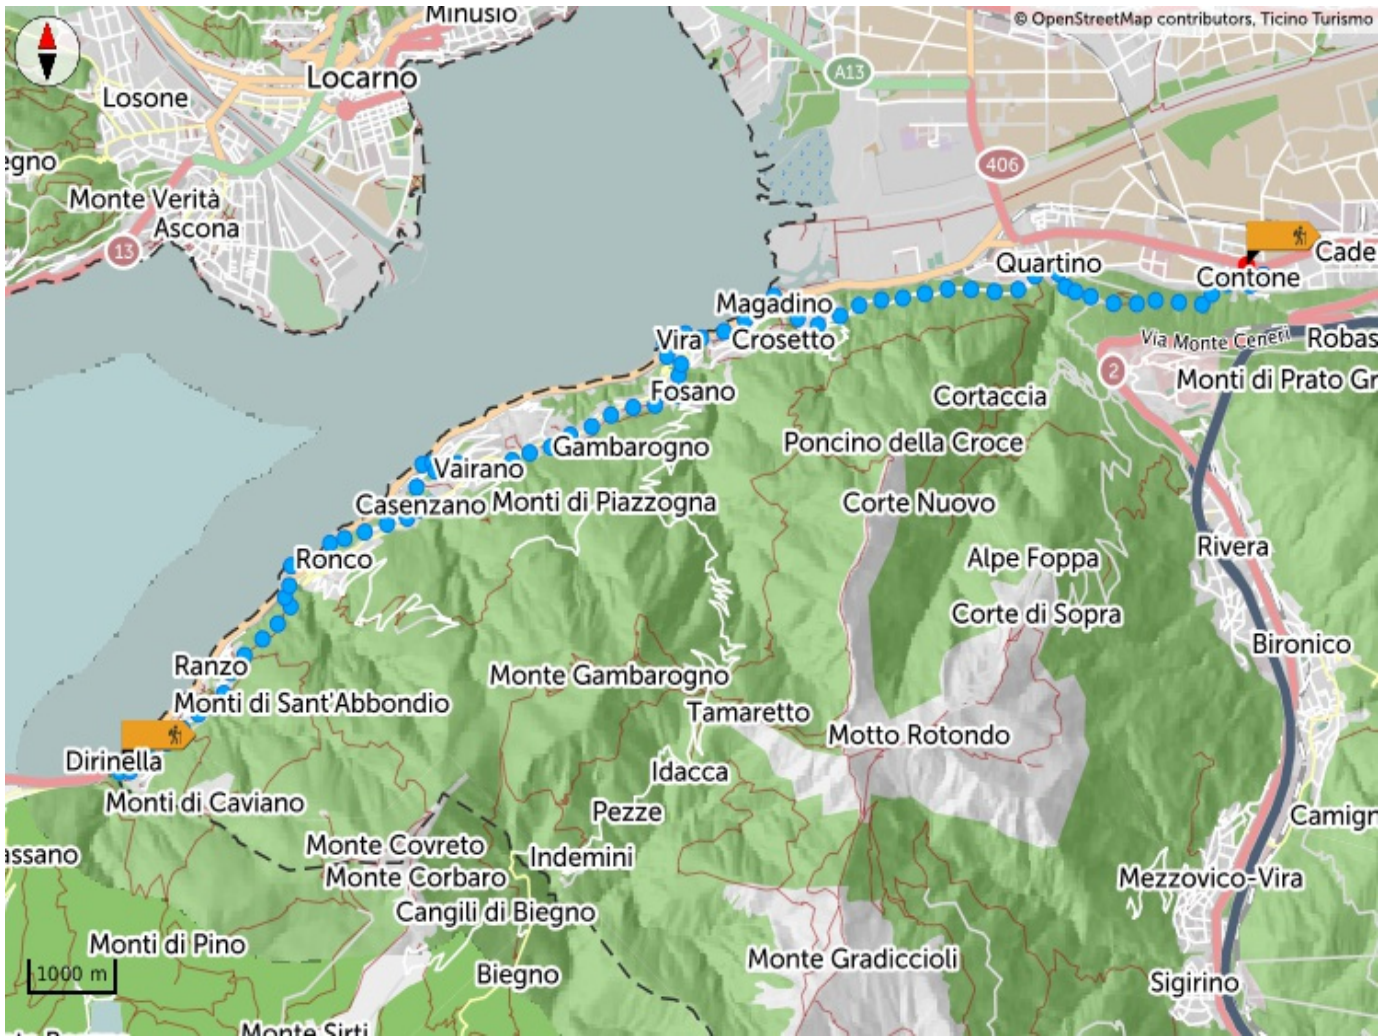 Minusio
© OpenStreetMap contributors, Ticino Turismo
Locarno
A13
Losone
egno
406
Monte Verità
Ascona
13
Quartino
Cade
Contone
Magadino
Vira
Crosetto
Via Monte Ceneri
Robas
2
Monti di Prato Gr
Fosano
Cortaccia
Gambarogno
Poncino della Croce
Vairano
Casenzano
Monti di Piazzogna
Corte Nuovo
Ronco
Alpe Foppa
Rivera
Corte di Sopra
Bironico
Ranzo
Monte Gambarogno
Monti di Sant'Abbondio
Tamaretto
Motto Rotondo
Dirinella
Idacca
Monti di Caviano
Pezze
Camign
Monte Covreto
assano
Indemini
Monte Corbaro
Mezzovico-Vira
Cangili di Biegno
Monti di Pino
Monte Gradiccioli
1000 m
Biegno
Sigirino
Monte Sirti